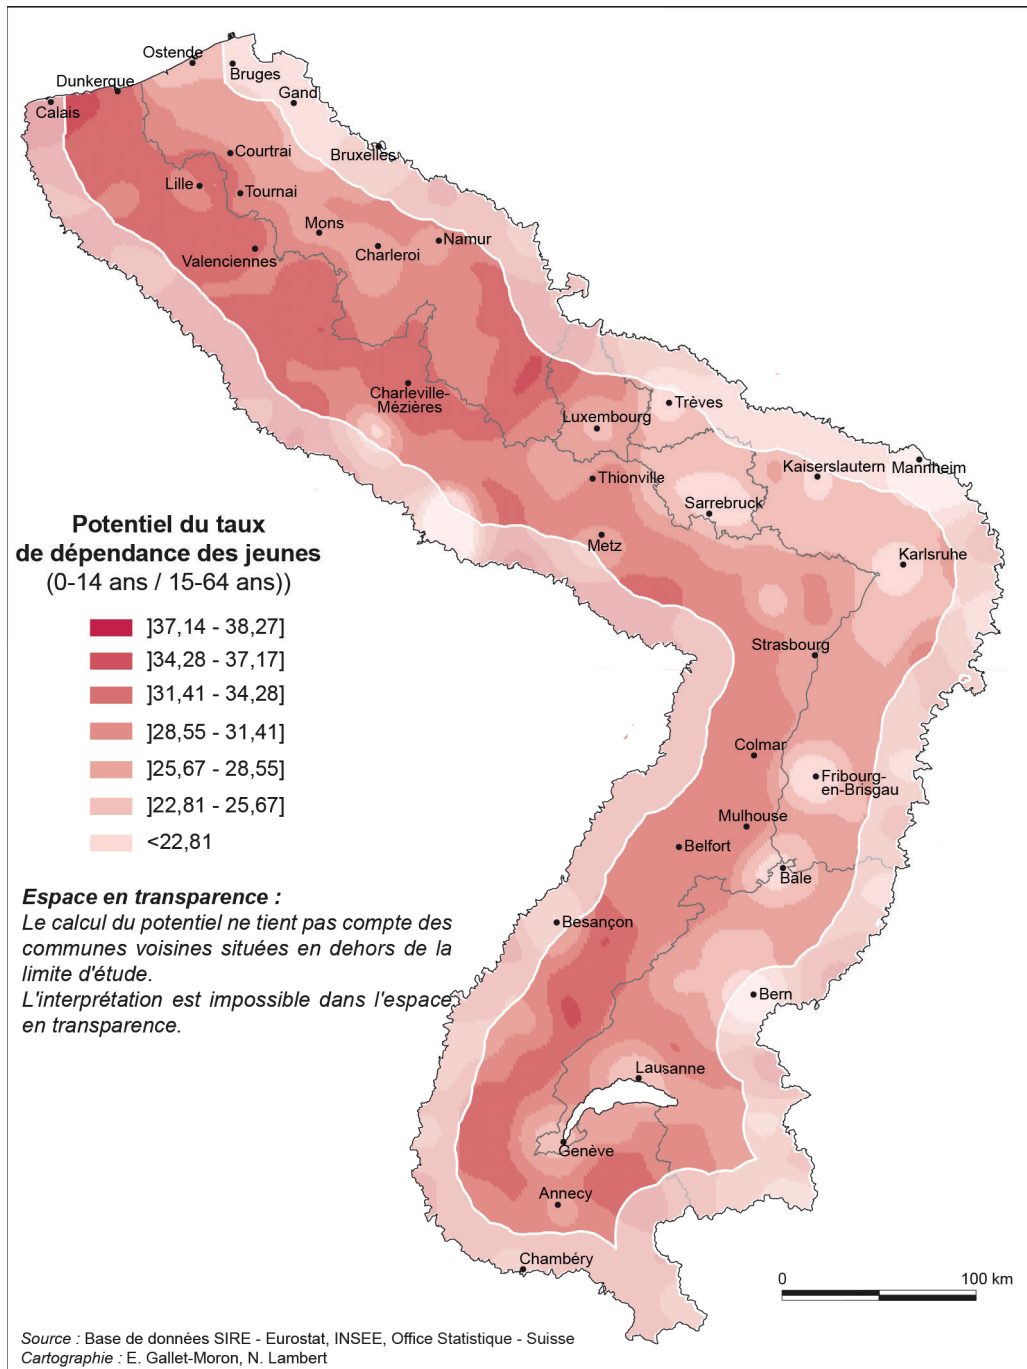 Ostende
Bruges
Dunkerque
Gand
Calais
Courtrai
Bruxelles
Lille
Tournai
Mons
Namur
Valenciennes
Charleroi
Charleville-
Mézières
Trèves
Luxembourg
Kaiserslautern
Mannheim
Thionville
Sarrebruck
Metz
Karlsruhe
Potentiel du taux
de dépendance des jeunes
(0-14 ans / 15-64 ans))
]37,14 - 38,27]
]34,28 - 37,17]
]31,41 - 34,28]
]28,55 - 31,41]
]25,67 - 28,55]
]22,81 - 25,67]
<22,81
Strasbourg
Colmar
Fribourg-
en-Brisgau
Mulhouse
Belfort
Bâle
Espace en transparence :
Le calcul du potentiel ne tient pas compte des
communes voisines situées en dehors de la
limite d'étude.
L'interprétation est impossible dans l'espace
en transparence.
Besançon
Bern
Lausanne
Genève
Annecy
Chambéry
0 100 km
Source : Base de données SIRE - Eurostat, INSEE, Office Statistique - Suisse
Cartographie : E. Gallet-Moron, N. Lambert